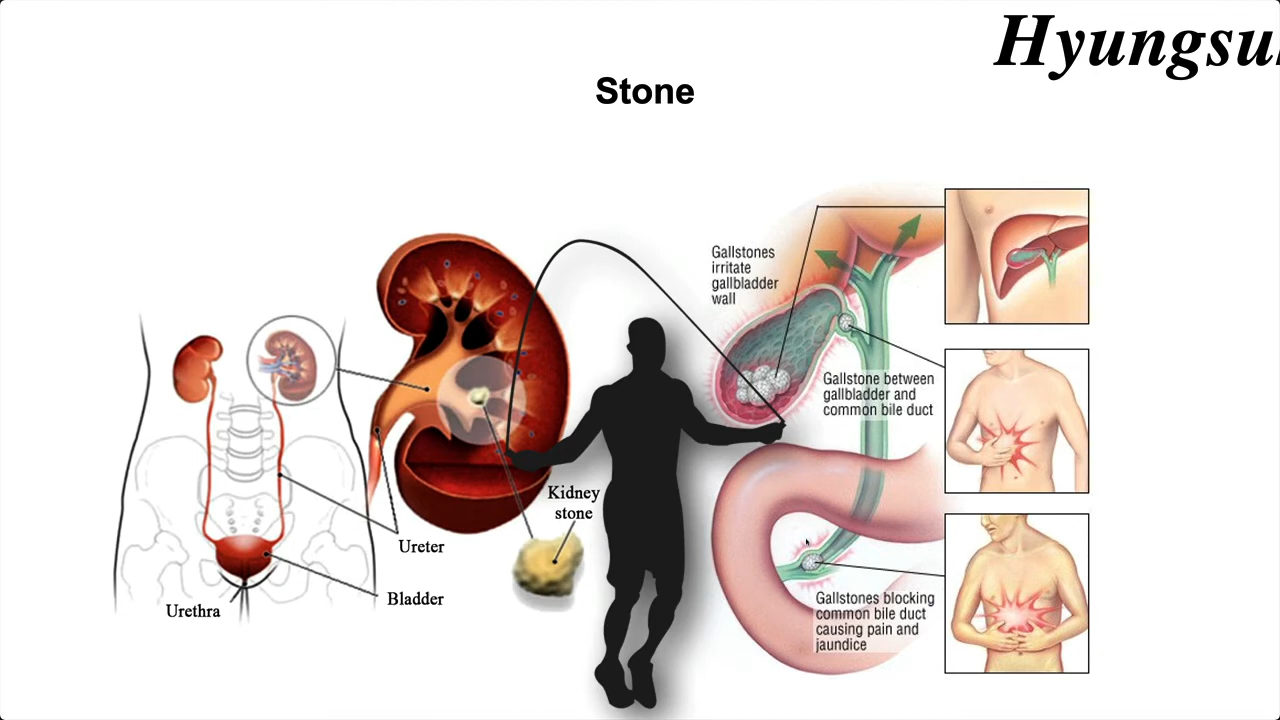 Hyungsu
Stone
Gallstones
irritate
gallbladder
wall
Gallstone between
gallbladder and
common bile duct
Kidney
stone
Ureter
Bladder
Urethra
Gallstones blocking
common bile duct
causing pain and
jaundice